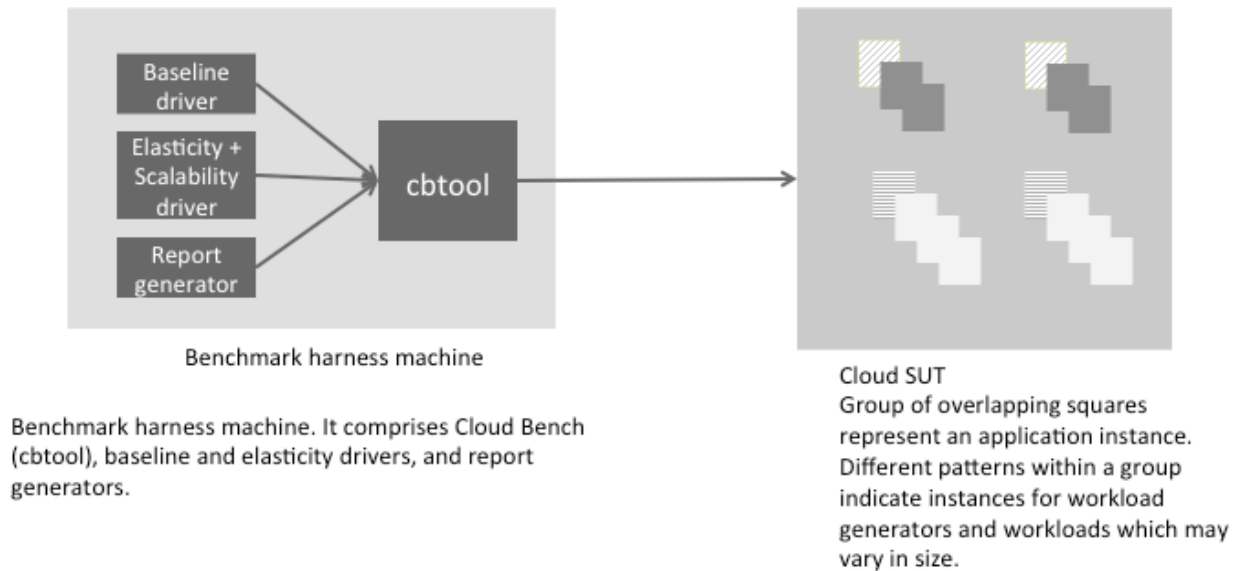 Baseline
driver
Elasticity +
Scalability
driver
Report
generator
cbtool
Benchmark harness machine
Benchmark harness machine. It comprises Cloud Bench
(cbtool), baseline and elasticity drivers, and report
generators.
Cloud SUT
Group of overlapping squares
represent an application instance.
Different patterns within a group
indicate instances for workload
generators and workloads which may
vary in size.